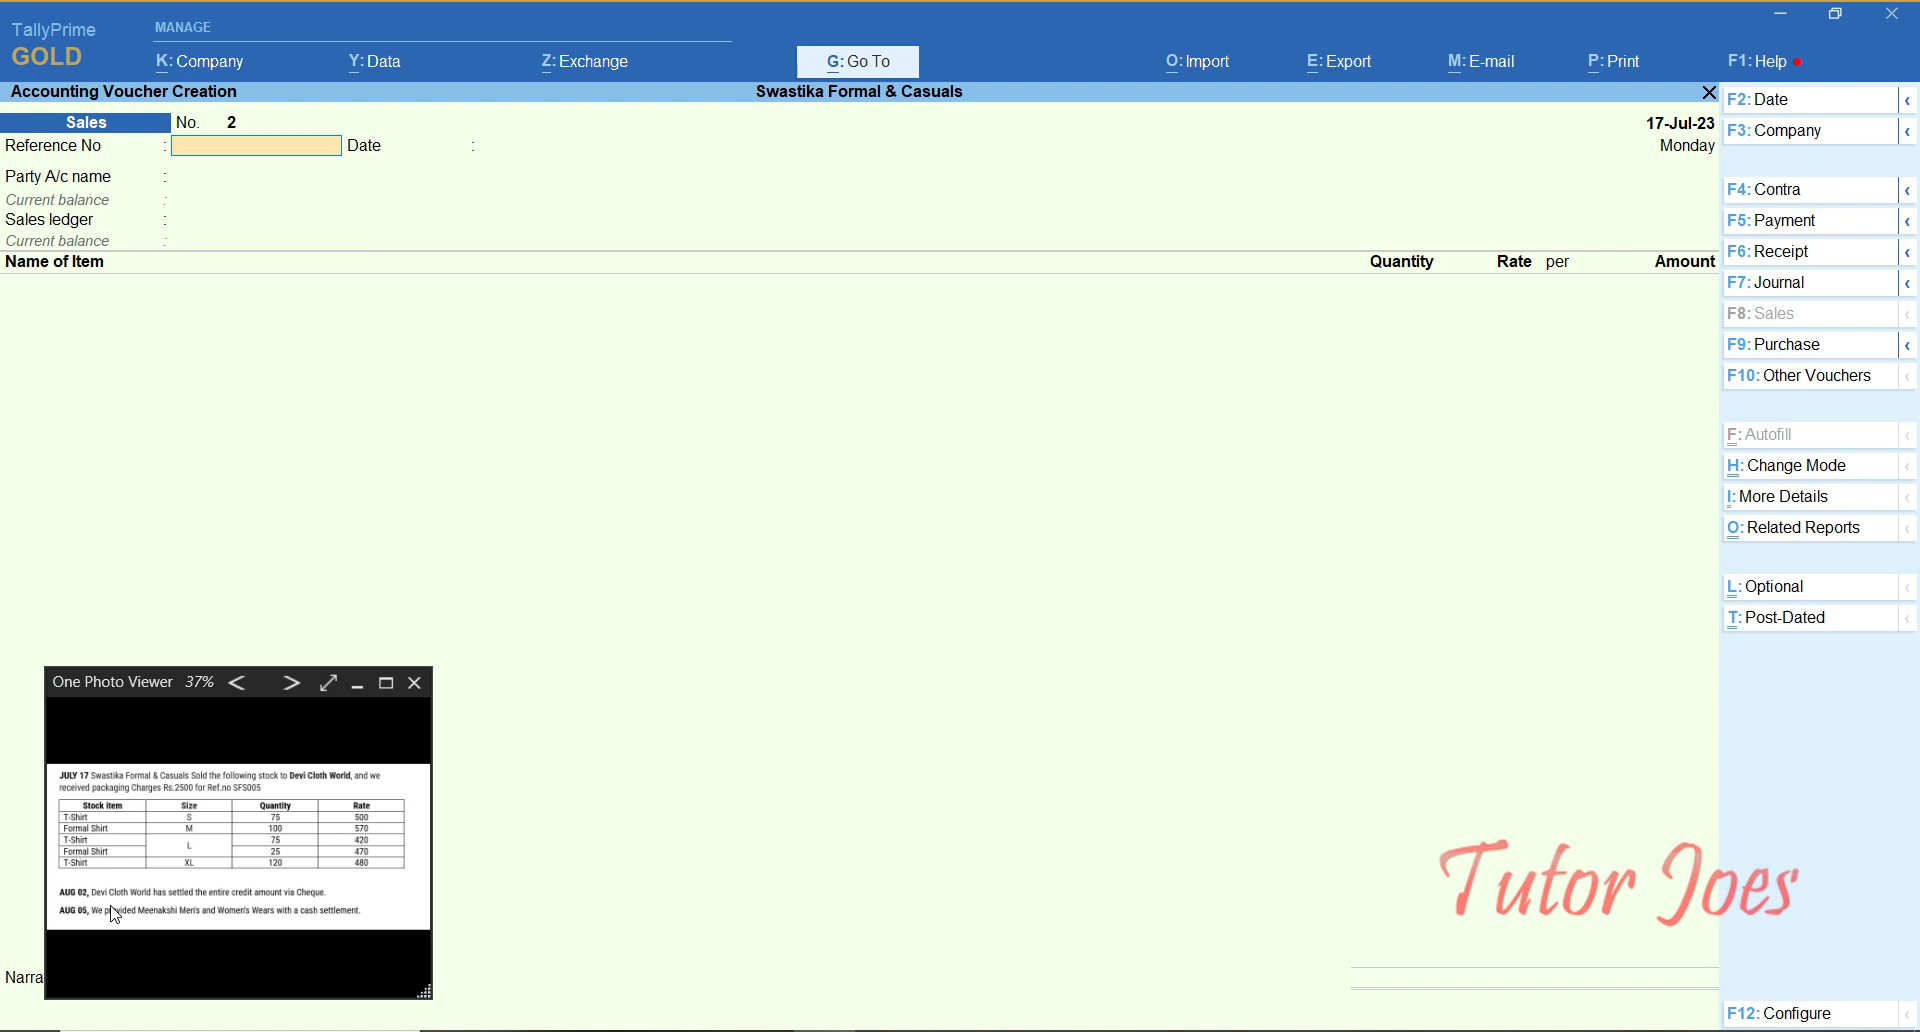 TallyPrime
GOLD
MANAGE
K: Company
Y: Data
Z: Exchange
G: Go To
O: Import
E: Export
M: E-mail
P: Print
F1: Help
Accounting Voucher Creation
Swastika Formal & Casuals
Sales
No. 2
17-Jul-23
Reference No :
Date :
Monday
Party A/c name :
Current balance :
Sales ledger :
Current balance :
Name of Item
Quantity
Rate per
Amount
F2: Date
F3: Company
F4: Contra
F5: Payment
F6: Receipt
F7: Journal
F8: Sales
F9: Purchase
F10: Other Vouchers
F: Autofill
H: Change Mode
I: More Details
O: Related Reports
L: Optional
T: Post-Dated
One Photo Viewer 37%
JULY 17 Swastika Formal & Casuals Sold the following stock to Devi Cloth World, and we
received packaging Charges Rs.2500 for Ref.no SFS005
Stock item Size Quantity Rate
T-Shirt S 75 500
Formal Shirt M 100 570
T-Shirt L 75 420
Formal Shirt 25 470
T-Shirt XL 120 480
AUG 02, Devi Cloth World has settled the entire credit amount via Cheque.
AUG 05, We provided Meenakshi Men's and Women's Wears with a cash settlement.
Tutor Joes
Narra
F12: Configure